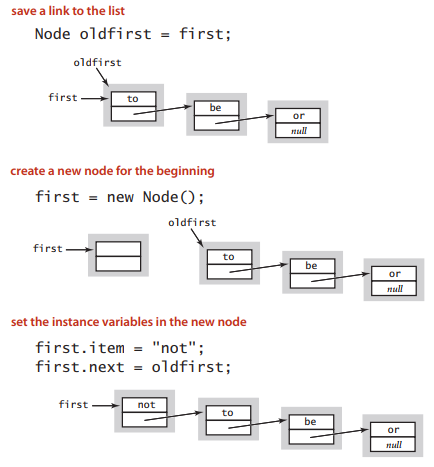 save a link to the list
Node oldfirst = first;
oldfirst
first
to
be
or
null
create a new node for the beginning
first = new Node();
oldfirst
first
to
be
or
null
set the instance variables in the new node
first.item = "not";
first.next = oldfirst;
first
not
to
be
or
null